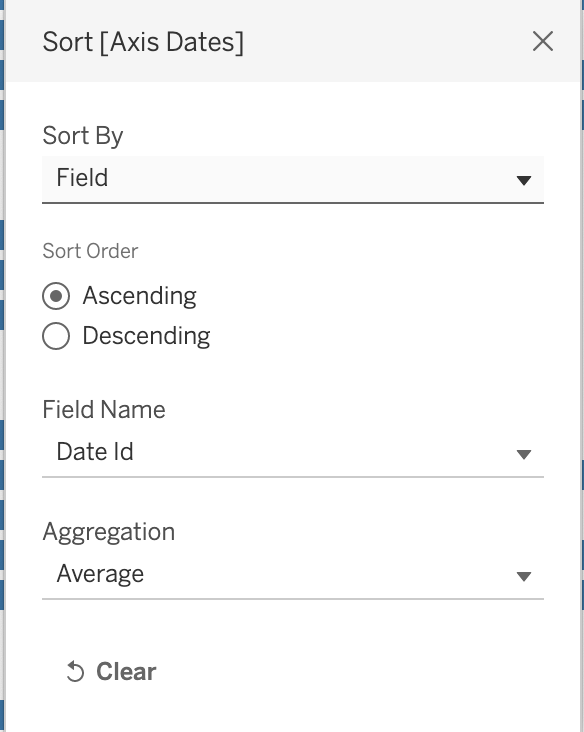 Sort [Axis Dates]
Sort By
Field
Sort Order
Ascending
Descending
Field Name
Date Id
Aggregation
Average
Clear